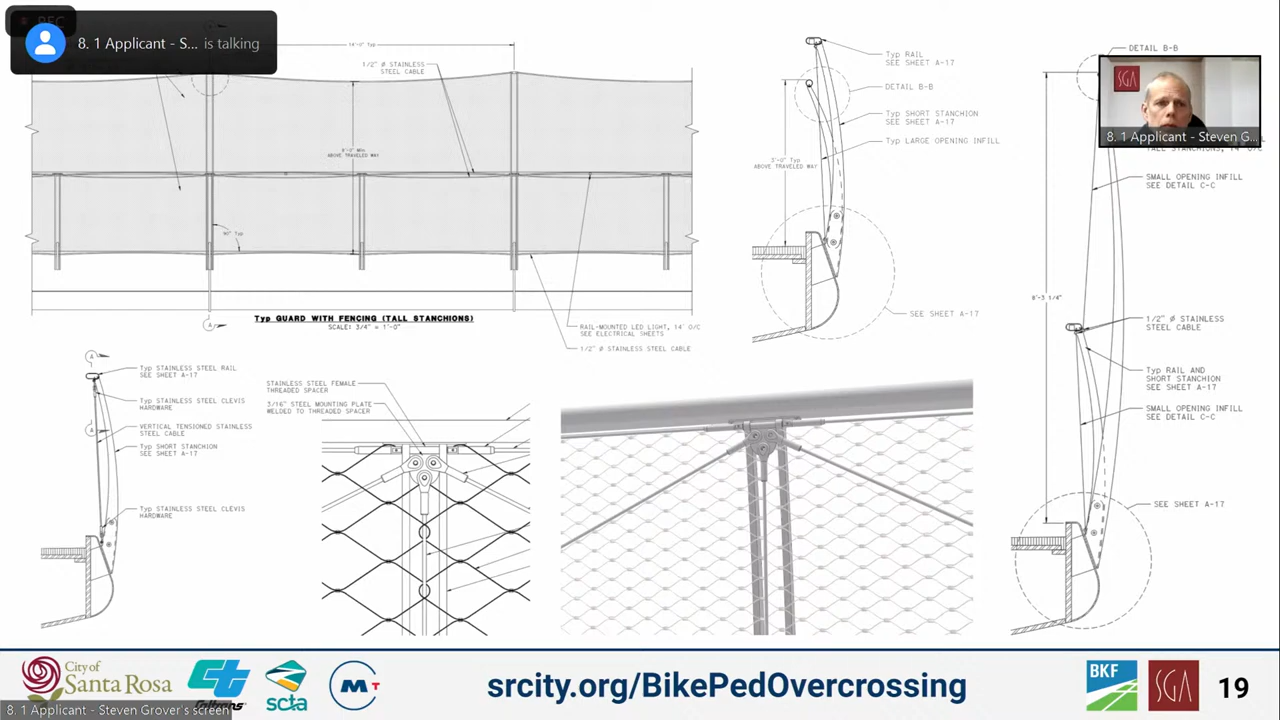 REC
8. 1 Applicant - S... is talking
14'-0" Typ
1/2" Ø STAINLESS
STEEL CABLE
8'-3" Min
ABOVE TRAVELED WAY
90° Typ
A
Typ GUARD WITH FENCING (TALL STANCHIONS)
SCALE: 3/4" = 1'-0"
RAIL-MOUNTED LED LIGHT, 14' O/C
SEE ELECTRICAL SHEETS
1/2" Ø STAINLESS STEEL CABLE
Typ RAIL
SEE SHEET A-17
DETAIL B-B
Typ SHORT STANCHION
SEE SHEET A-17
Typ LARGE OPENING INFILL
ABOVE TRAVELED WAY
SEE SHEET A-17
DETAIL B-B
SGA
8. 1 Applicant - Steven G...
TALL STANCHIONS, 14' O/C
SMALL OPENING INFILL
SEE DETAIL C-C
8'-3 1/4"
1/2" Ø STAINLESS
STEEL CABLE
Typ RAIL AND
SHORT STANCHION
SEE SHEET A-17
SMALL OPENING INFILL
SEE DETAIL C-C
SEE SHEET A-17
A
Typ STAINLESS STEEL RAIL
SEE SHEET A-17
Typ STAINLESS STEEL CLEVIS
HARDWARE
A
VERTICAL TENSIONED STAINLESS
STEEL CABLE
Typ SHORT STANCHION
SEE SHEET A-17
Typ STAINLESS STEEL CLEVIS
HARDWARE
STAINLESS STEEL FEMALE
THREADED SPACER
3/16" STEEL MOUNTING PLATE
WELDED TO THREADED SPACER
City of
Santa Rosa
scta
M T
srcity.org/BikePedOvercrossing
BKF
SGA
19
8. 1 Applicant - Steven Grover's screen